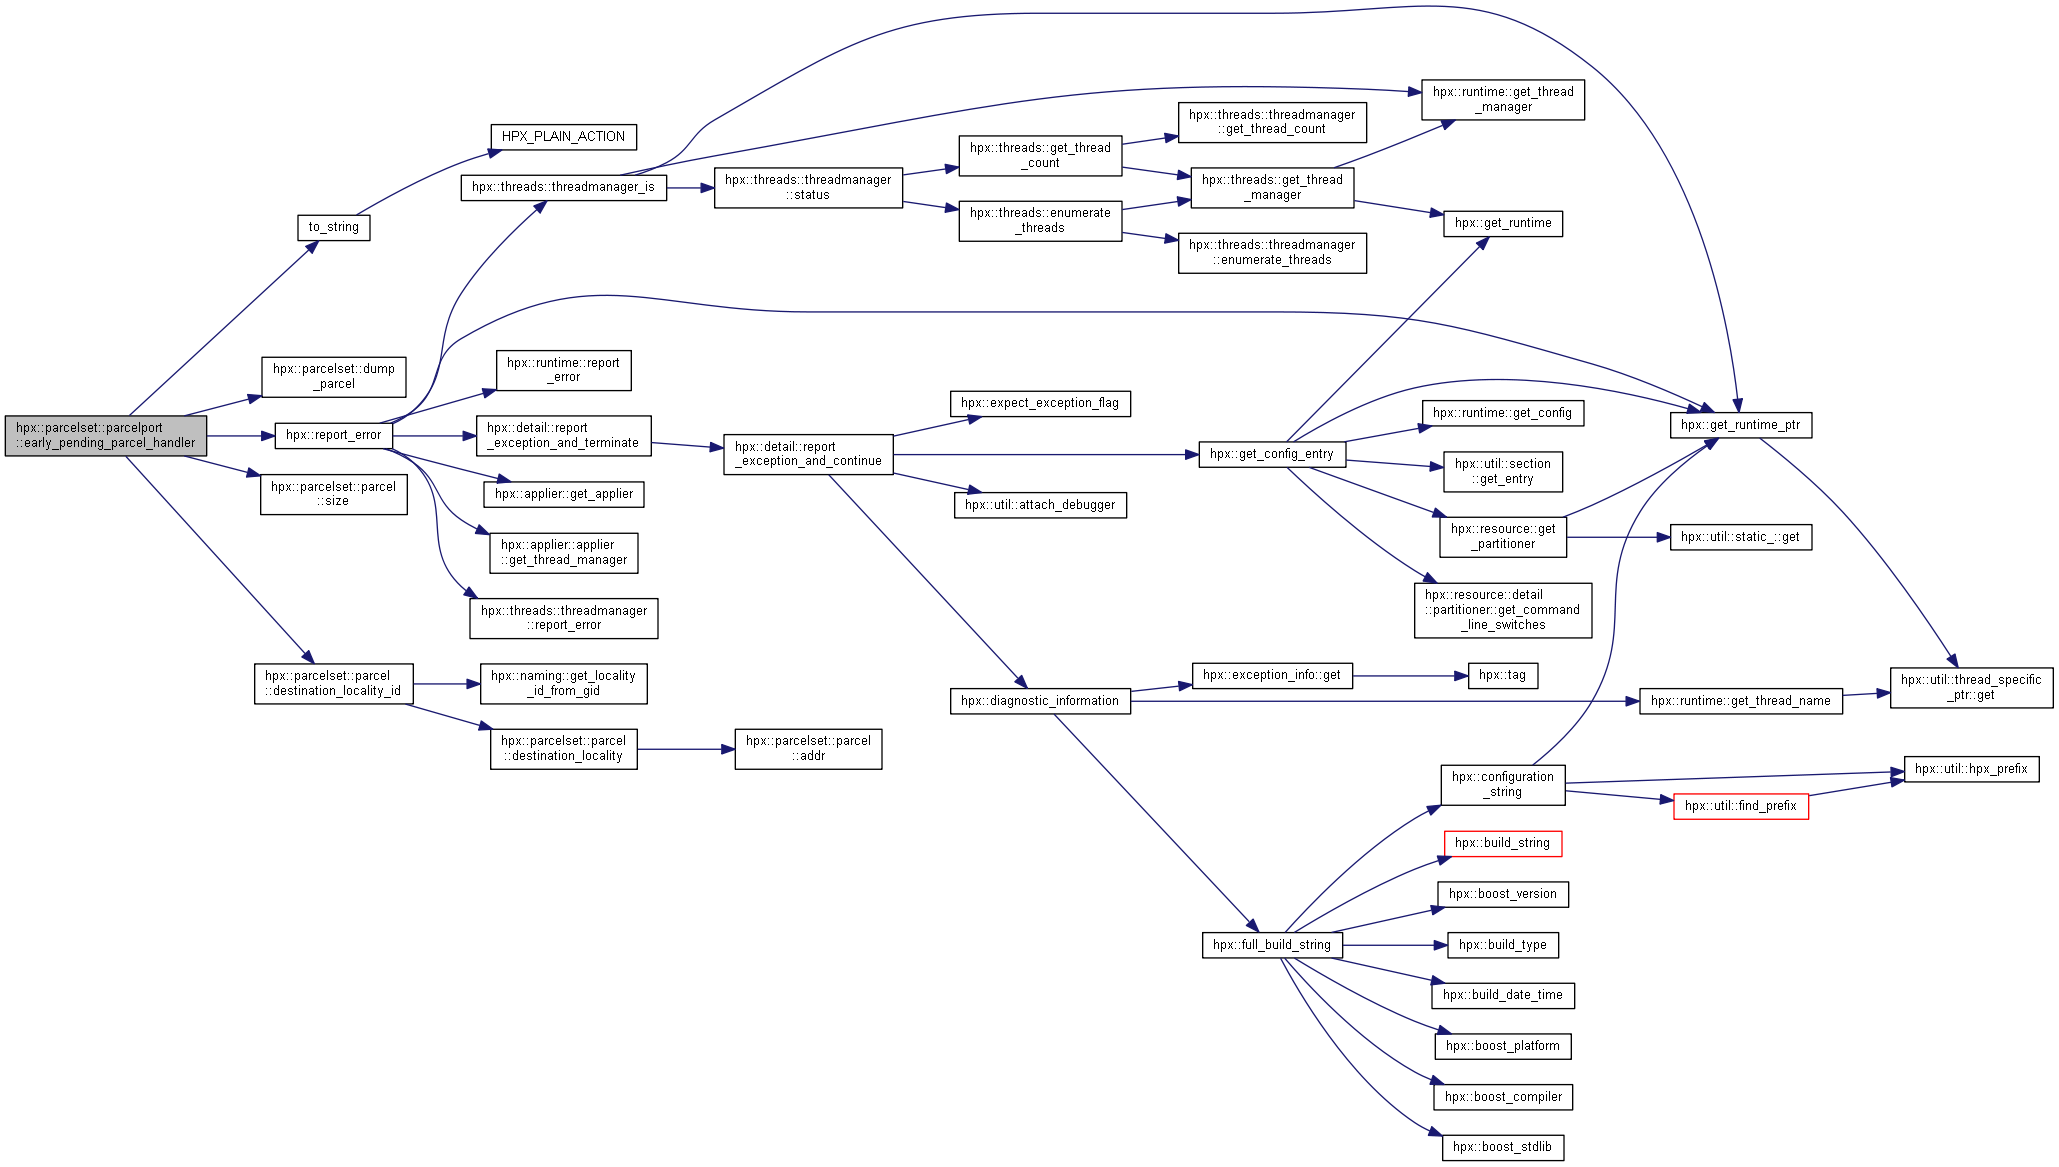 hpx::parcelset::parcelport
::early_pending_parcel_handler
to_string
HPX_PLAIN_ACTION
hpx::parcelset::dump
_parcel
hpx::report_error
hpx::parcelset::parcel
::size
hpx::parcelset::parcel
::destination_locality_id
hpx::threads::threadmanager_is
hpx::runtime::report
_error
hpx::detail::report
_exception_and_terminate
hpx::applier::get_applier
hpx::applier::applier
::get_thread_manager
hpx::threads::threadmanager
::report_error
hpx::naming::get_locality
_id_from_gid
hpx::parcelset::parcel
::destination_locality
hpx::parcelset::parcel
::addr
hpx::threads::threadmanager
::status
hpx::detail::report
_exception_and_continue
hpx::threads::get_thread
_count
hpx::threads::enumerate
_threads
hpx::expect_exception_flag
hpx::util::attach_debugger
hpx::diagnostic_information
hpx::threads::threadmanager
::get_thread_count
hpx::threads::get_thread
_manager
hpx::threads::threadmanager
::enumerate_threads
hpx::get_config_entry
hpx::exception_info::get
hpx::full_build_string
hpx::runtime::get_thread
_manager
hpx::get_runtime
hpx::runtime::get_config
hpx::util::section
::get_entry
hpx::resource::get
_partitioner
hpx::resource::detail
::partitioner::get_command
_line_switches
hpx::tag
hpx::configuration
_string
hpx::build_string
hpx::boost_version
hpx::build_type
hpx::build_date_time
hpx::boost_platform
hpx::boost_compiler
hpx::boost_stdlib
hpx::get_runtime_ptr
hpx::util::static_::get
hpx::runtime::get_thread_name
hpx::util::find_prefix
hpx::util::thread_specific
_ptr::get
hpx::util::hpx_prefix